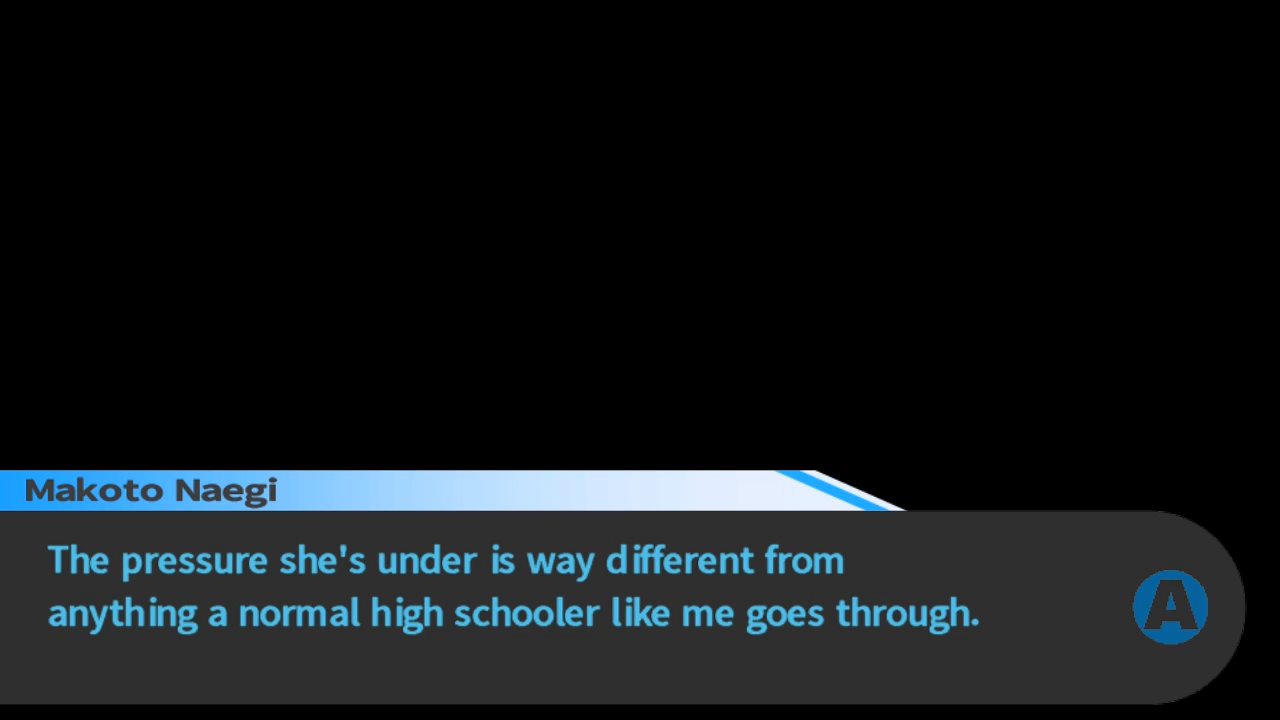 Makoto Naegi
The pressure she's under is way different from
anything a normal high schooler like me goes through.
A